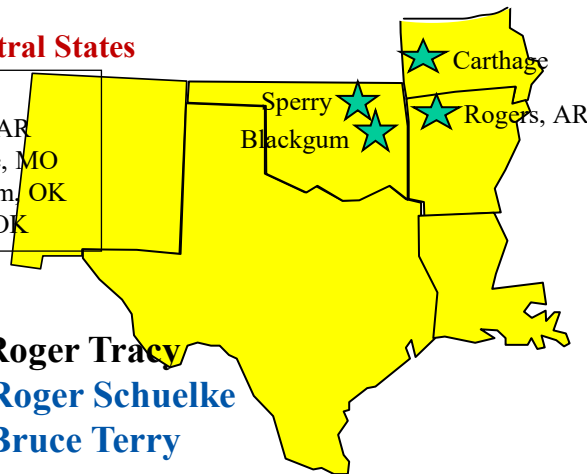 tral States
AR
, MO
m, OK
OK
Carthage
Sperry
Rogers, AR
Blackgum
Roger Tracy
Roger Schuelke
Bruce Terry